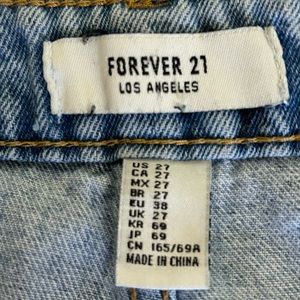 FOREVER 21
LOS ANGELES
US 27
CA 27
MX 27
BR 27
EU 38
UK 27
KR 69
JP 69
CN 165/69A
MADE IN CHINA